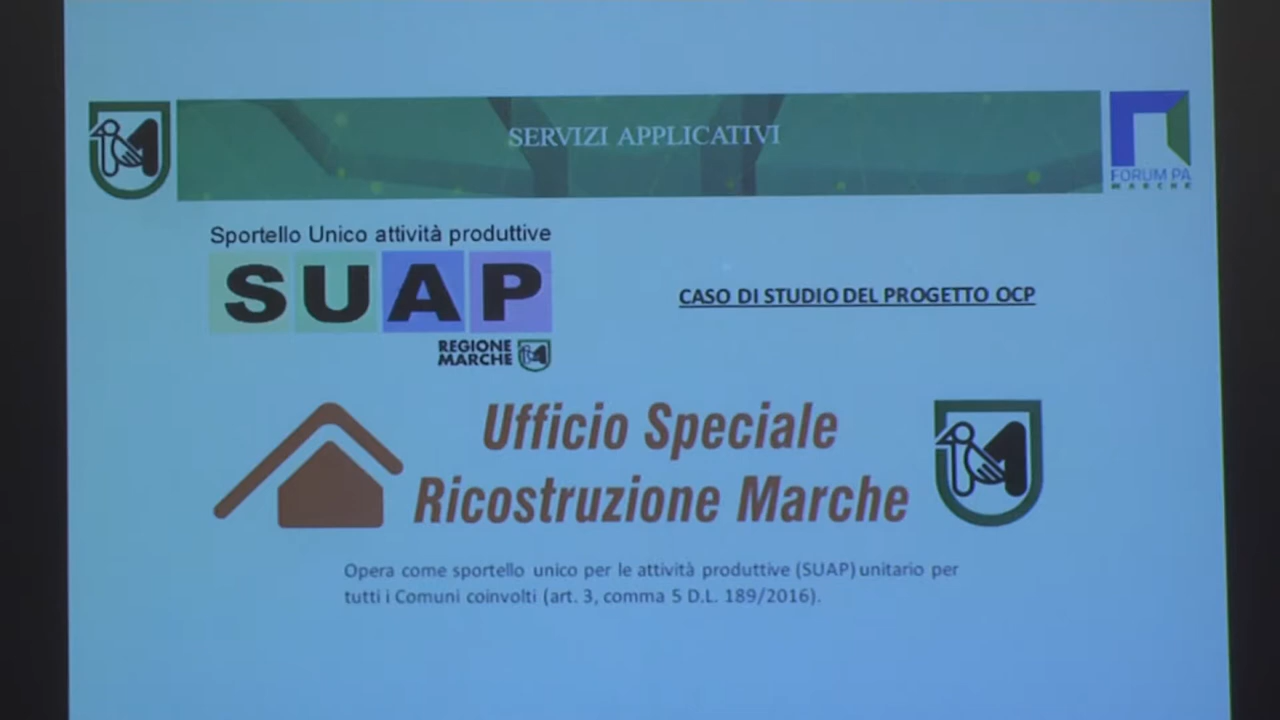 SERVIZI APPLICATIVI
FORUM PA
MARCHE
Sportello Unico attività produttive
SUAP
REGIONE
MARCHE
CASO DI STUDIO DEL PROGETTO OCP
Ufficio Speciale
Ricostruzione Marche
Opera come sportello unico per le attività produttive (SUAP) unitario per
tutti i Comuni coinvolti (art. 3, comma 5 D.L. 189/2016).